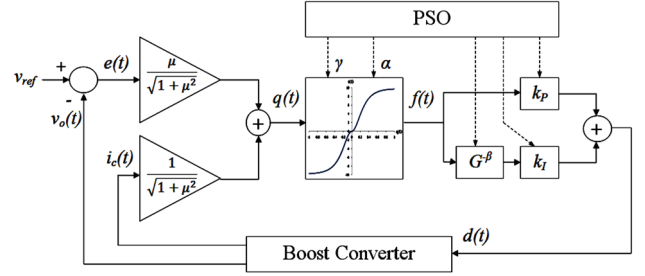 PSO
v_ref
+
-
e(t)
μ
√1 + μ²
v_o(t)
i_c(t)
1
√1 + μ²
q(t)
+
γ
α
f(t)
k_P
G^-β
k_I
+
d(t)
Boost Converter